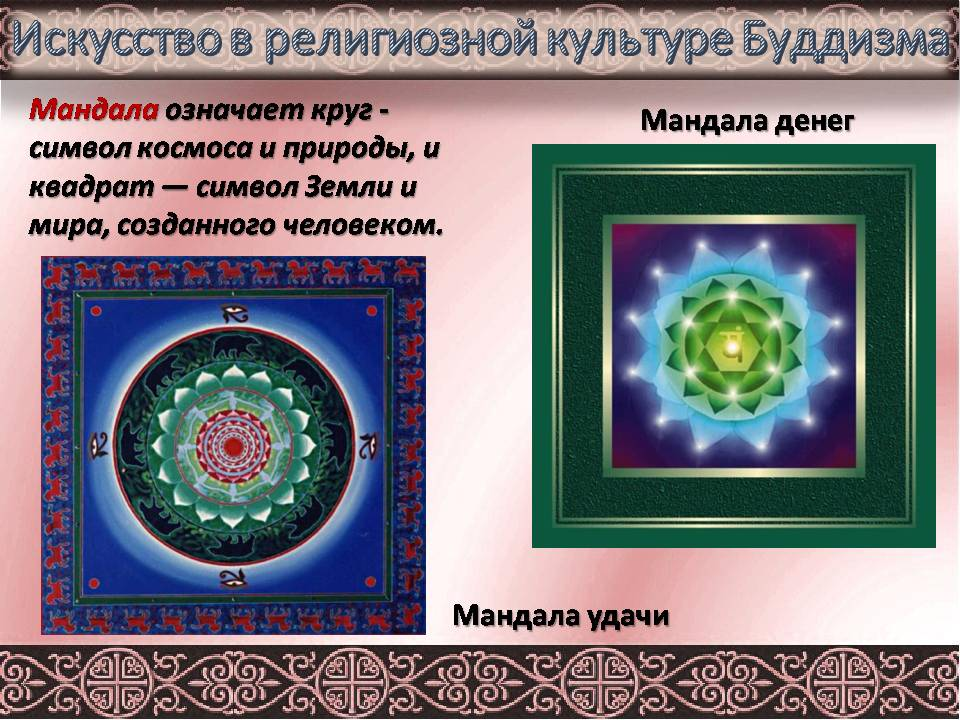 Искусство в религиозной культуре Буддизма
Мандала означает круг -
символ космоса и природы, и
квадрат — символ Земли и
мира, созданного человеком.
Мандала денег
यं
Мандала удачи